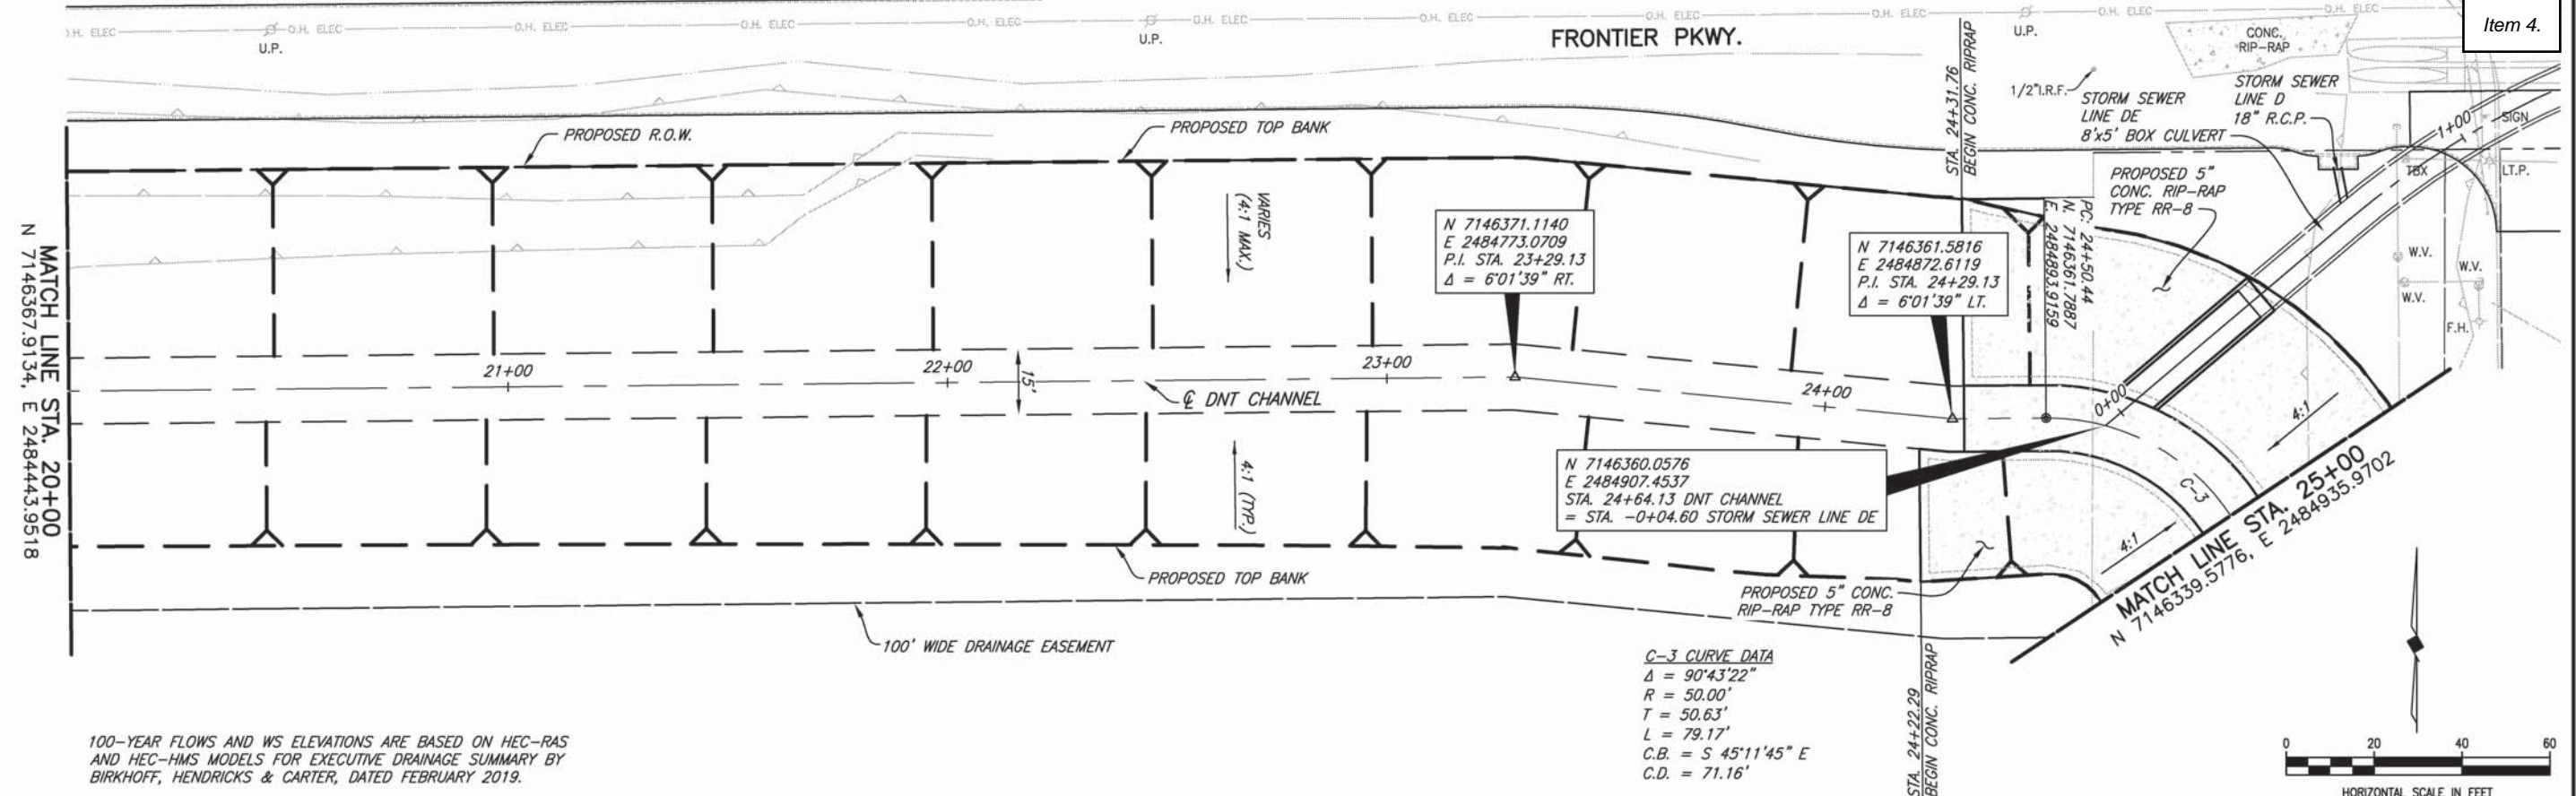 O.H. ELEC
O.H. ELEC
O.H. ELEC
O.H. ELEC
O.H. ELEC
O.H. ELEC
O.H. ELEC
O.H. ELEC
O.H. ELEC
O.H. ELEC
O.H. ELEC
U.P.
U.P.
U.P.
FRONTIER PKWY.
Item 4.
CONC.
RIP-RAP
1/2"I.R.F.
STORM SEWER
LINE DE
8'x5' BOX CULVERT
STORM SEWER
LINE D
18" R.C.P.
1+00
SIGN
TBX
LT.P.
W.V.
W.V.
W.V.
F.H.
STA. 24+31.76
BEGIN CONC. RIPRAP
PROPOSED R.O.W.
PROPOSED TOP BANK
PROPOSED 5"
CONC. RIP-RAP
TYPE RR-8
VARIES
(4:1 MAX.)
N 7146371.1140
E 2484773.0709
P.I. STA. 23+29.13
Δ = 6°01'39" RT.
N 7146361.5816
E 2484872.6119
P.I. STA. 24+29.13
Δ = 6°01'39" LT.
PC: 24+50.44
N: 7146361.7887
E: 2484893.9159
MATCH LINE STA. 20+00
N 7146367.9134, E 2484443.9518
21+00
22+00
23+00
24+00
0+00
15'
℄ DNT CHANNEL
4:1 (TYP.)
N 7146360.0576
E 2484907.4537
STA. 24+64.13 DNT CHANNEL
= STA. -0+04.60 STORM SEWER LINE DE
4:1
C-3
4:1
MATCH LINE STA. 25+00
N 7146339.5776, E 2484935.9702
PROPOSED TOP BANK
PROPOSED 5" CONC.
RIP-RAP TYPE RR-8
100' WIDE DRAINAGE EASEMENT
STA. 24+22.29
BEGIN CONC. RIPRAP
C-3 CURVE DATA
Δ = 90°43'22"
R = 50.00'
T = 50.63'
L = 79.17'
C.B. = S 45°11'45" E
C.D. = 71.16'
100-YEAR FLOWS AND WS ELEVATIONS ARE BASED ON HEC-RAS
AND HEC-HMS MODELS FOR EXECUTIVE DRAINAGE SUMMARY BY
BIRKHOFF, HENDRICKS & CARTER, DATED FEBRUARY 2019.
0 20 40 60
HORIZONTAL SCALE IN FEET